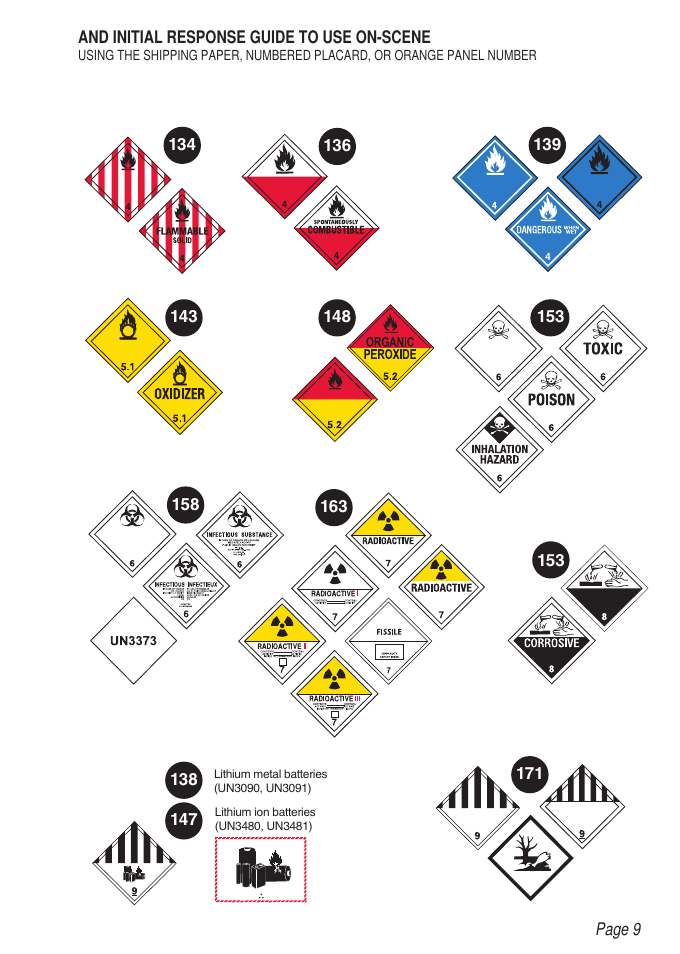 AND INITIAL RESPONSE GUIDE TO USE ON-SCENE
USING THE SHIPPING PAPER, NUMBERED PLACARD, OR ORANGE PANEL NUMBER
134
4
FLAMMABLE
SOLID
4
136
4
SPONTANEOUSLY
COMBUSTIBLE
4
139
4
4
DANGEROUS WHEN
WET
4
143
5.1
OXIDIZER
5.1
148
ORGANIC
PEROXIDE
5.2
5.2
153
6
TOXIC
6
POISON
6
INHALATION
HAZARD
6
158
6
INFECTIOUS SUBSTANCE
6
INFECTIOUS INFECTIEUX
6
UN3373
163
RADIOACTIVE
7
RADIOACTIVE I
7
RADIOACTIVE
7
RADIOACTIVE
7
FISSILE
7
RADIOACTIVE III
7
153
8
CORROSIVE
8
138
Lithium metal batteries
(UN3090, UN3091)
147
Lithium ion batteries
(UN3480, UN3481)
9
171
9
9
Page 9